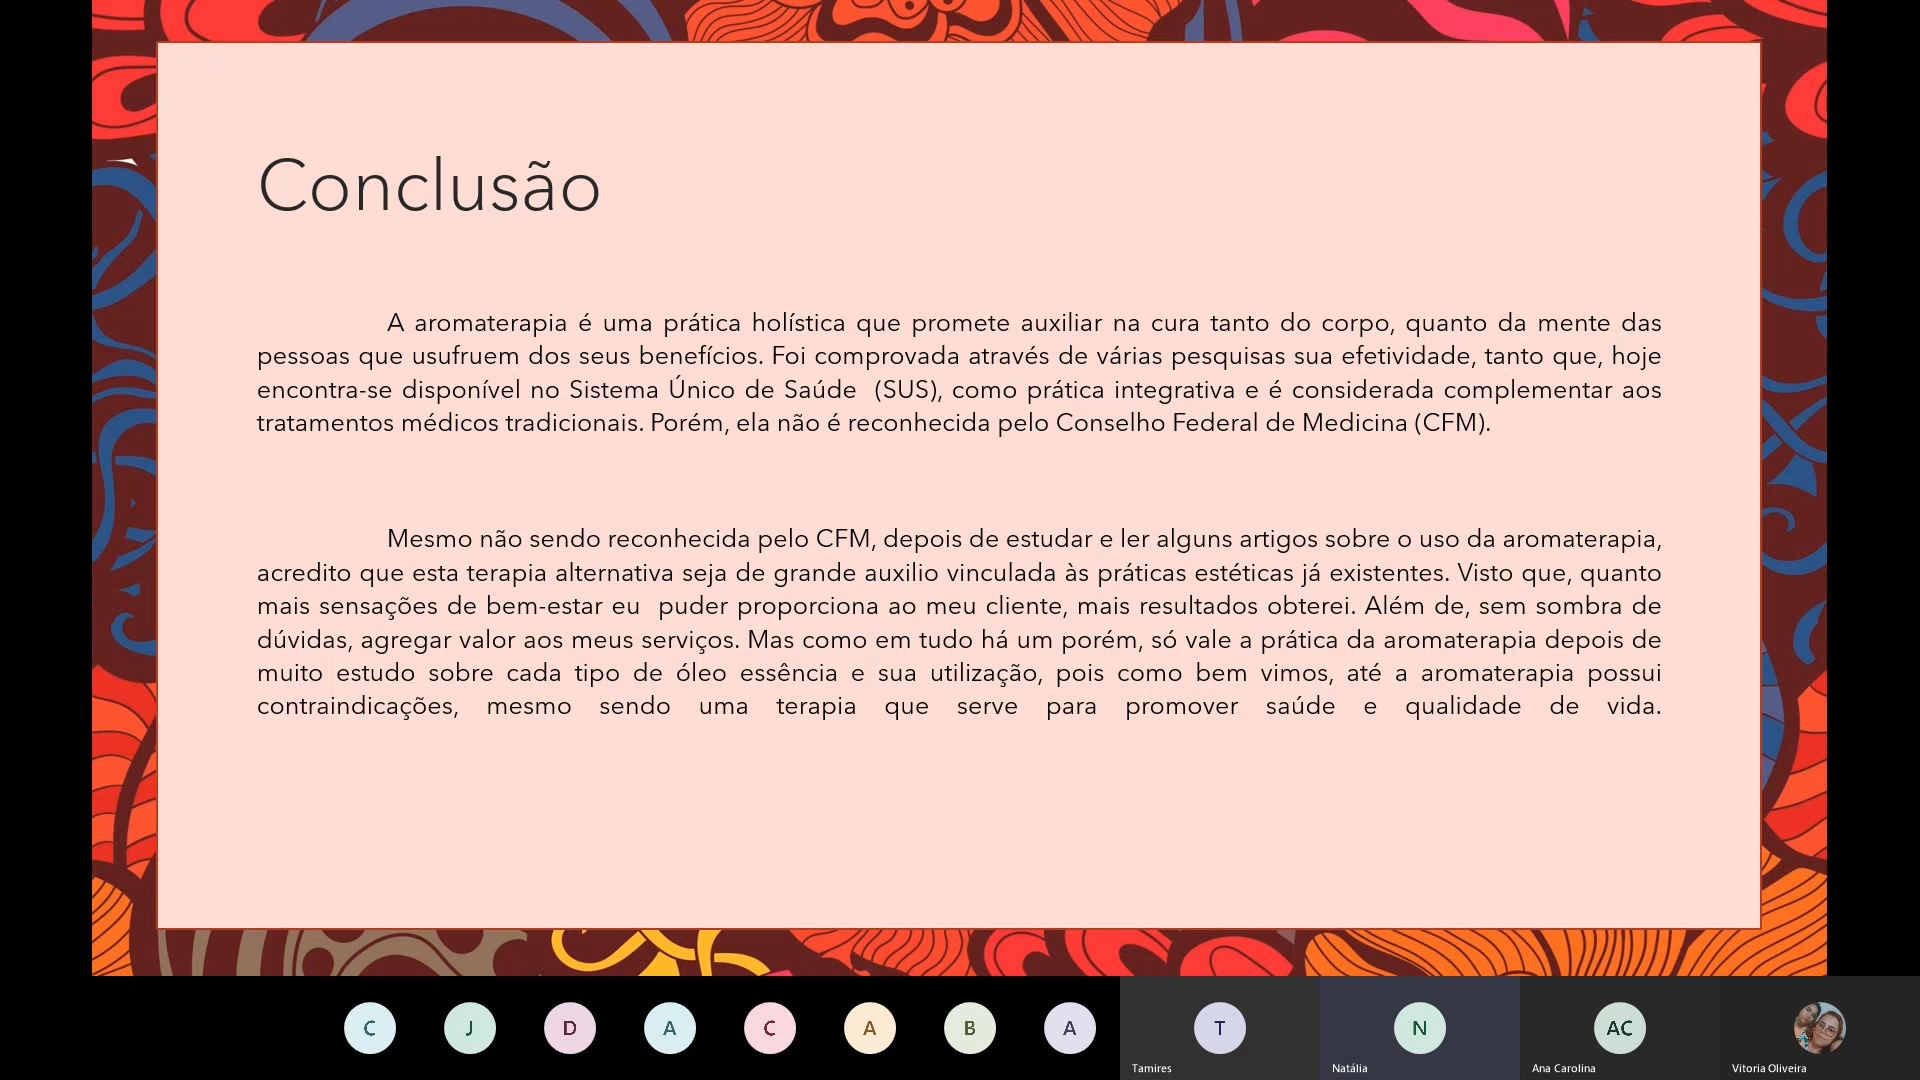 Conclusão
A aromaterapia é uma prática holística que promete auxiliar na cura tanto do corpo, quanto da mente das
pessoas que usufruem dos seus benefícios. Foi comprovada através de várias pesquisas sua efetividade, tanto que, hoje
encontra-se disponível no Sistema Único de Saúde (SUS), como prática integrativa e é considerada complementar aos
tratamentos médicos tradicionais. Porém, ela não é reconhecida pelo Conselho Federal de Medicina (CFM).
Mesmo não sendo reconhecida pelo CFM, depois de estudar e ler alguns artigos sobre o uso da aromaterapia,
acredito que esta terapia alternativa seja de grande auxilio vinculada às práticas estéticas já existentes. Visto que, quanto
mais sensações de bem-estar eu puder proporciona ao meu cliente, mais resultados obterei. Além de, sem sombra de
dúvidas, agregar valor aos meus serviços. Mas como em tudo há um porém, só vale a prática da aromaterapia depois de
muito estudo sobre cada tipo de óleo essência e sua utilização, pois como bem vimos, até a aromaterapia possui
contraindicações, mesmo sendo uma terapia que serve para promover saúde e qualidade de vida.
C J D A C A B A T N AC
Tamires Natália Ana Carolina Vitoria Oliveira